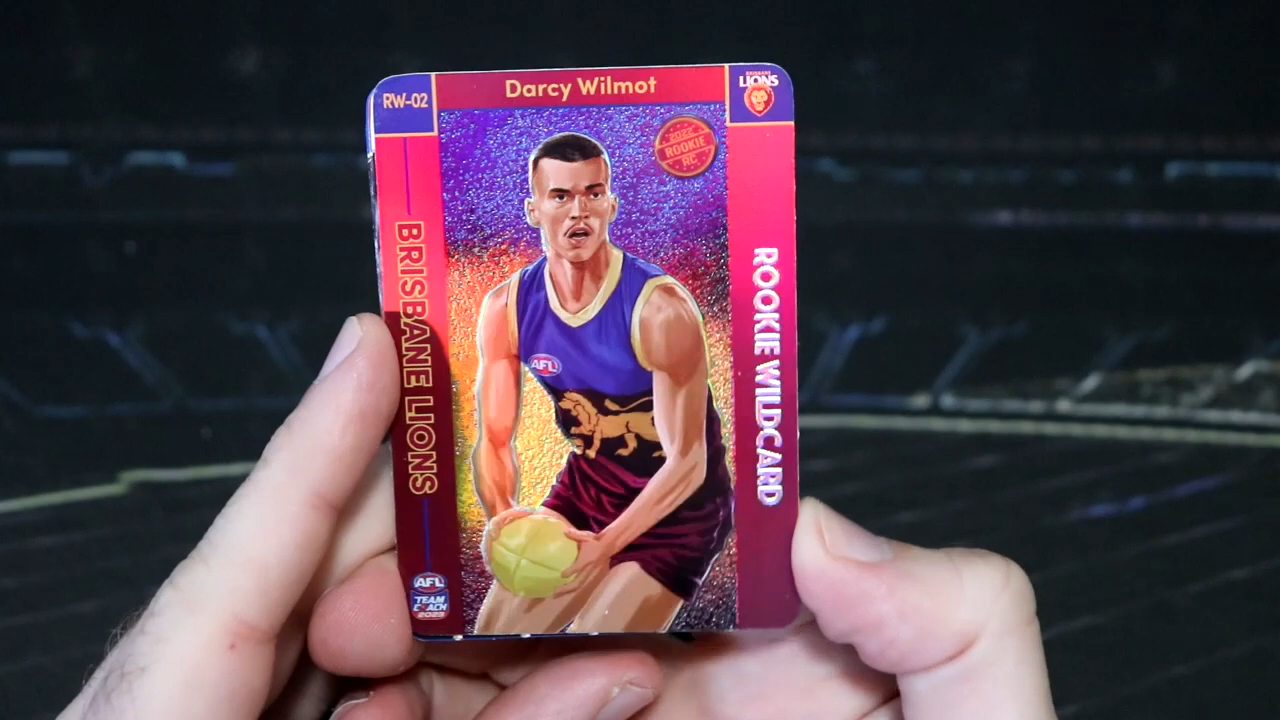 RW-02
Darcy Wilmot
BRISBANE
LIONS
2022
ROOKIE
RC
BRISBANE LIONS
ROOKIE WILDCARD
AFL
AFL
TEAM
COACH
2023